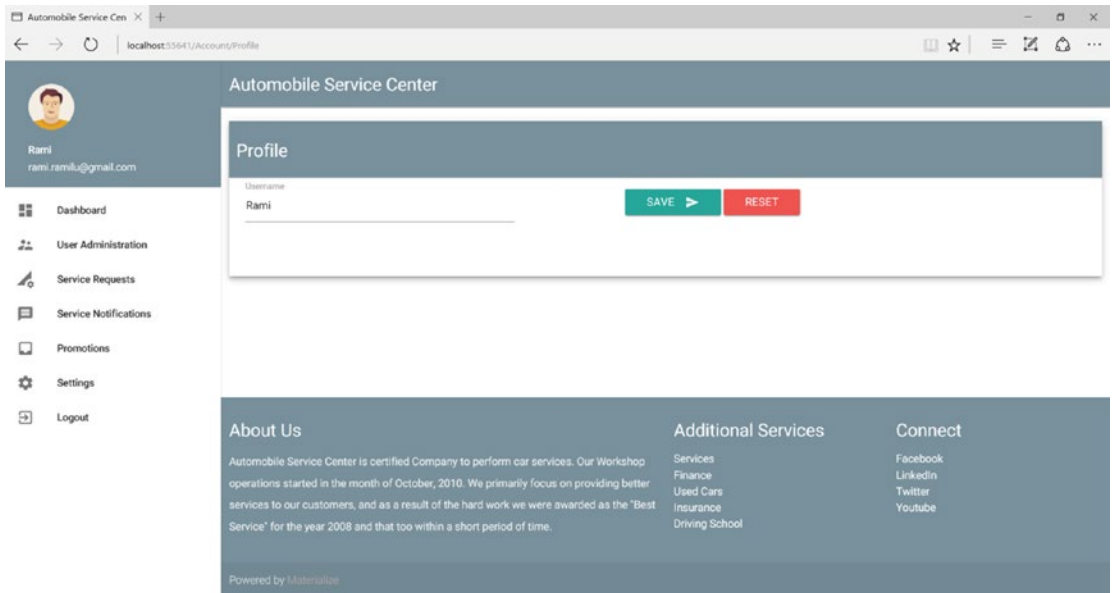 Automobile Service Cen
localhost:55641/Account/Profile
Rami
rami.ramilu@gmail.com
Dashboard
User Administration
Service Requests
Service Notifications
Promotions
Settings
Logout
Automobile Service Center
Profile
Username
Rami
SAVE
RESET
About Us
Automobile Service Center is certified Company to perform car services. Our Workshop
operations started in the month of October, 2010. We primarily focus on providing better
services to our customers, and as a result of the hard work we were awarded as the "Best
Service" for the year 2008 and that too within a short period of time.
Additional Services
Services
Finance
Used Cars
Insurance
Driving School
Connect
Facebook
LinkedIn
Twitter
Youtube
Powered by Materialize